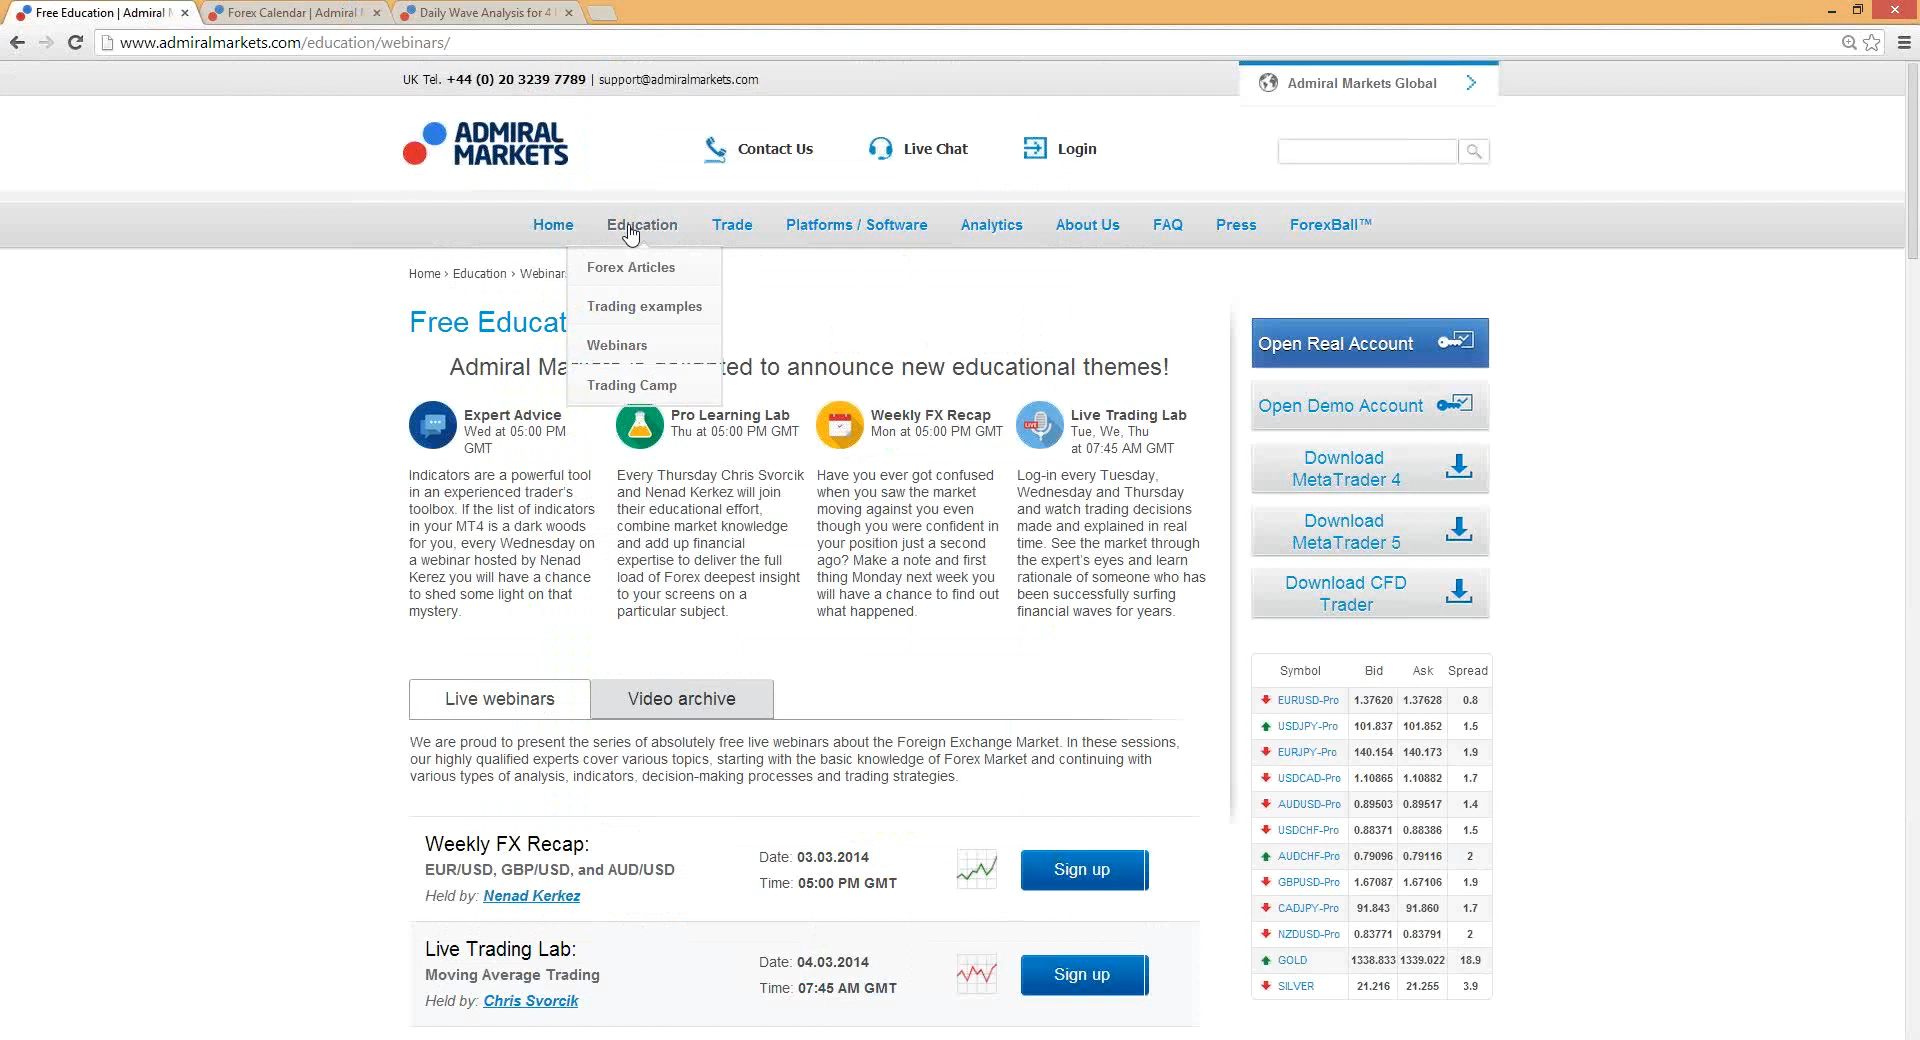 Free Education | Admiral
Forex Calendar | Admiral
Daily Wave Analysis for 4
www.admiralmarkets.com/education/webinars/
UK Tel. +44 (0) 20 3239 7789 | support@admiralmarkets.com
Admiral Markets Global
ADMIRAL
MARKETS
Contact Us
Live Chat
Login
Home
Education
Trade
Platforms / Software
Analytics
About Us
FAQ
Press
ForexBall™
Forex Articles
Trading examples
Webinars
Trading Camp
Home › Education › Webinar
Free Educat
Admiral Ma ted to announce new educational themes!
Expert Advice
Wed at 05:00 PM
GMT
Indicators are a powerful tool
in an experienced trader's
toolbox. If the list of indicators
in your MT4 is a dark woods
for you, every Wednesday on
a webinar hosted by Nenad
Kerez you will have a chance
to shed some light on that
mystery.
Pro Learning Lab
Thu at 05:00 PM GMT
Every Thursday Chris Svorcik
and Nenad Kerkez will join
their educational effort,
combine market knowledge
and add up financial
expertise to deliver the full
load of Forex deepest insight
to your screens on a
particular subject.
Weekly FX Recap
Mon at 05:00 PM GMT
Have you ever got confused
when you saw the market
moving against you even
though you were confident in
your position just a second
ago? Make a note and first
thing Monday next week you
will have a chance to find out
what happened.
LIVE
Live Trading Lab
Tue, We, Thu
at 07:45 AM GMT
Log-in every Tuesday,
Wednesday and Thursday
and watch trading decisions
made and explained in real
time. See the market through
the expert's eyes and learn
rationale of someone who has
been successfully surfing
financial waves for years.
Live webinars
Video archive
We are proud to present the series of absolutely free live webinars about the Foreign Exchange Market. In these sessions,
our highly qualified experts cover various topics, starting with the basic knowledge of Forex Market and continuing with
various types of analysis, indicators, decision-making processes and trading strategies.
Weekly FX Recap:
EUR/USD, GBP/USD, and AUD/USD
Held by: Nenad Kerkez
Date: 03.03.2014
Time: 05:00 PM GMT
Sign up
Live Trading Lab:
Moving Average Trading
Held by: Chris Svorcik
Date: 04.03.2014
Time: 07:45 AM GMT
Sign up
Open Real Account
Open Demo Account
Download
MetaTrader 4
Download
MetaTrader 5
Download CFD
Trader
Symbol Bid Ask Spread
EURUSD-Pro 1.37620 1.37628 0.8
USDJPY-Pro 101.837 101.852 1.5
EURJPY-Pro 140.154 140.173 1.9
USDCAD-Pro 1.10865 1.10882 1.7
AUDUSD-Pro 0.89503 0.89517 1.4
USDCHF-Pro 0.88371 0.88386 1.5
AUDCHF-Pro 0.79096 0.79116 2
GBPUSD-Pro 1.67087 1.67106 1.9
CADJPY-Pro 91.843 91.860 1.7
NZDUSD-Pro 0.83771 0.83791 2
GOLD 1338.833 1339.022 18.9
SILVER 21.216 21.255 3.9